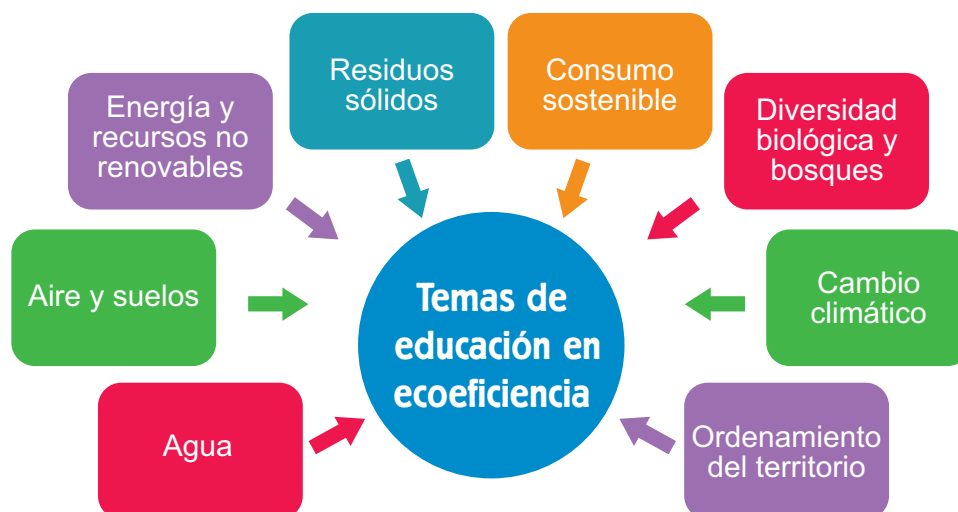 Residuos
sólidos
Consumo
sostenible
Energía y
recursos no
renovables
Diversidad
biológica y
bosques
Aire y suelos
Temas de
educación en
ecoeficiencia
Cambio
climático
Agua
Ordenamiento
del territorio